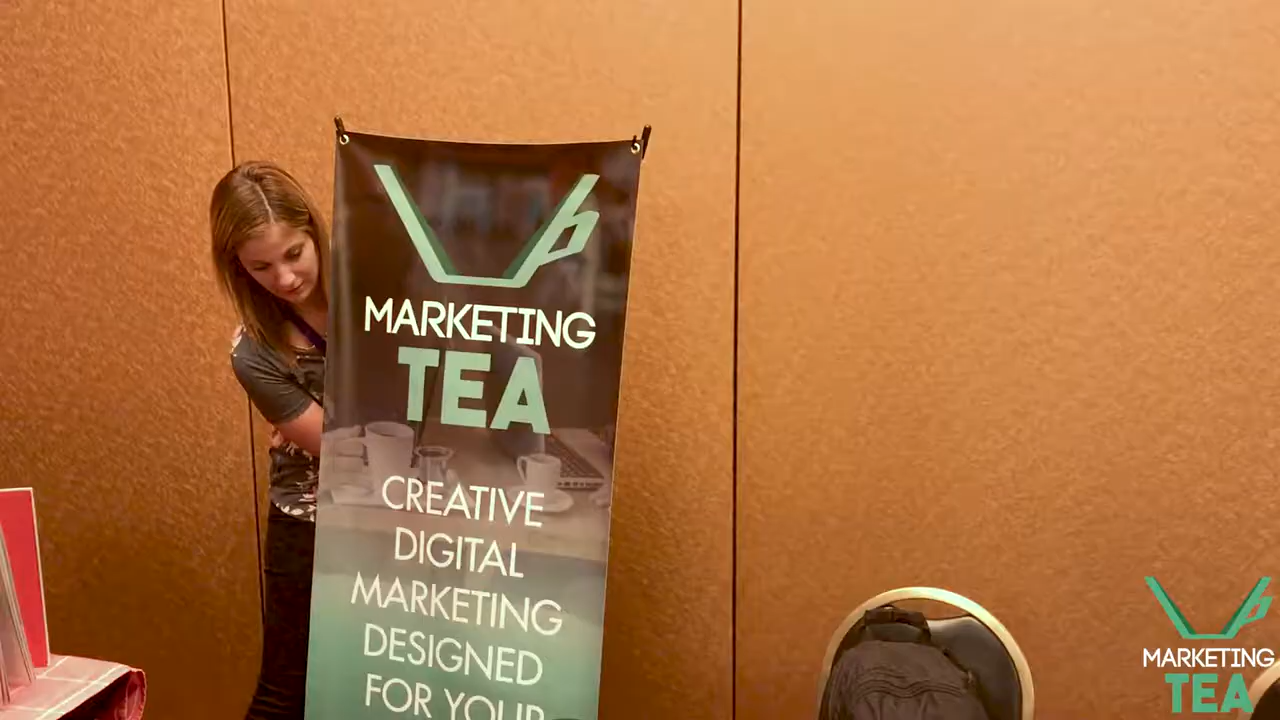 MARKETING
TEA
CREATIVE
DIGITAL
MARKETING
DESIGNED
FOR YOUR
MARKETING
TEA